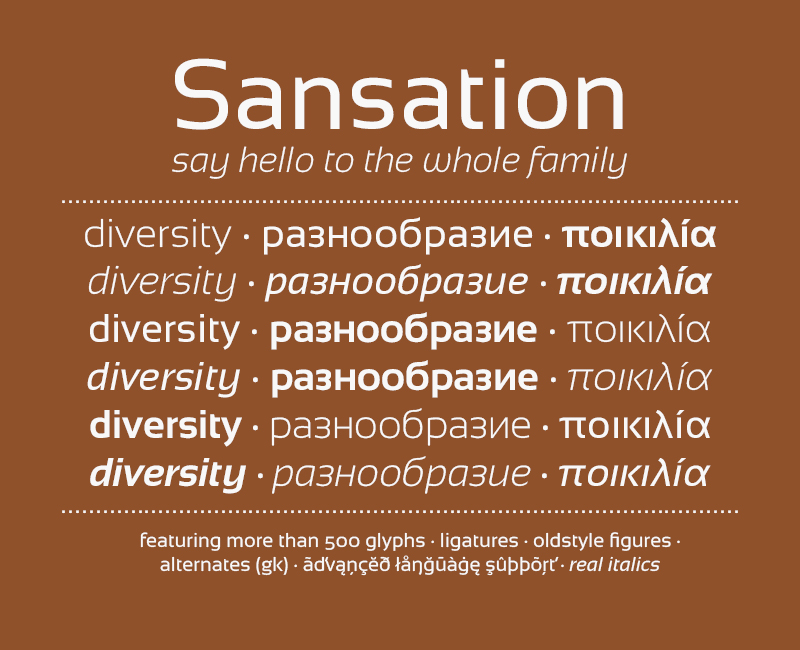 Sansation
say hello to the whole family
diversity · разнообразие · ποικιλία
diversity · разнообразие · ποικιλία
diversity · разнообразие · ποικιλία
diversity · разнообразие · ποικιλία
diversity · разнообразие · ποικιλία
diversity · разнообразие · ποικιλία
featuring more than 500 glyphs · ligatures · oldstyle figures ·
alternates (gk) · āďvąņçěð łåŋğūàġę şûþþōŗť · real italics